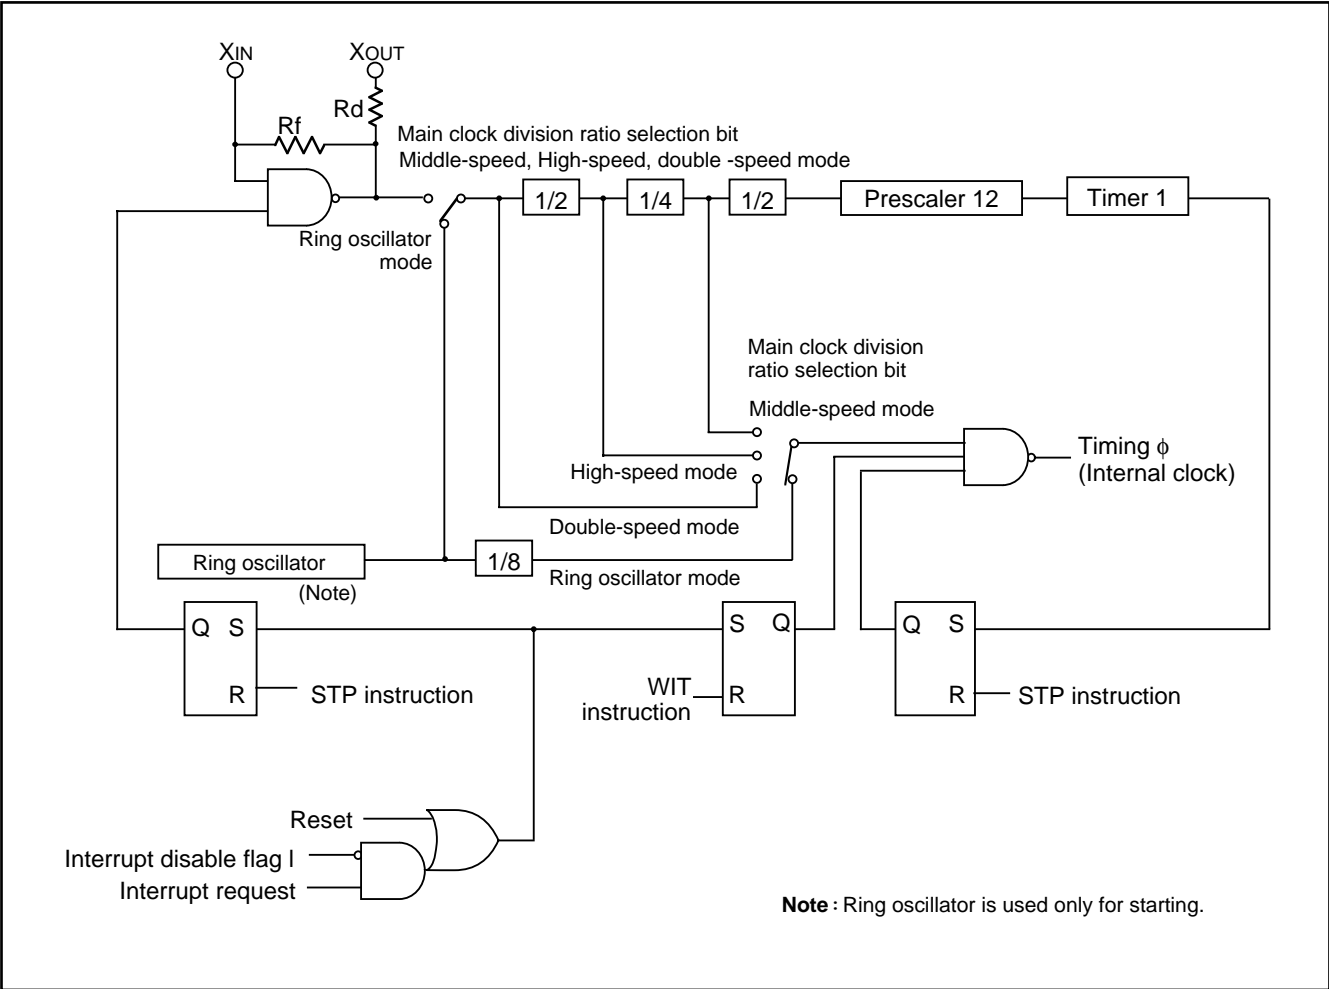 XIN
XOUT
Rd
Rf
Main clock division ratio selection bit
Middle-speed, High-speed, double -speed mode
1/2
1/4
1/2
Prescaler 12
Timer 1
Ring oscillator
mode
Main clock division
ratio selection bit
Middle-speed mode
High-speed mode
Timing ϕ
(Internal clock)
Double-speed mode
Ring oscillator
1/8
Ring oscillator mode
(Note)
Q S
R
STP instruction
S Q
R
WIT
instruction
Q S
R
STP instruction
Reset
Interrupt disable flag I
Interrupt request
Note : Ring oscillator is used only for starting.